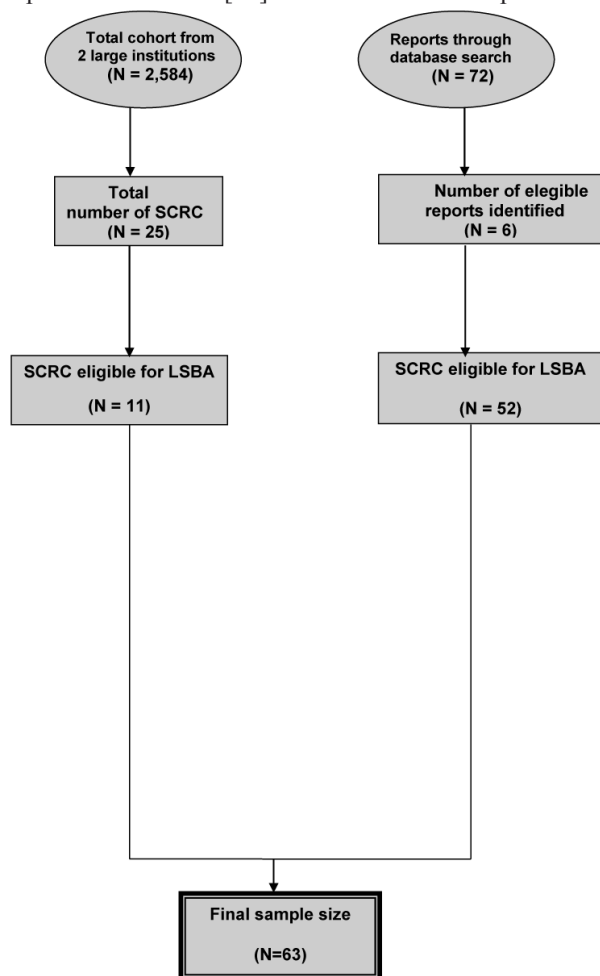 Total cohort from
2 large institutions
(N = 2,584)
Reports through
database search
(N = 72)
Total
number of SCRC
(N = 25)
Number of elegible
reports identified
(N = 6)
SCRC eligible for LSBA
(N = 11)
SCRC eligible for LSBA
(N = 52)
Final sample size
(N=63)